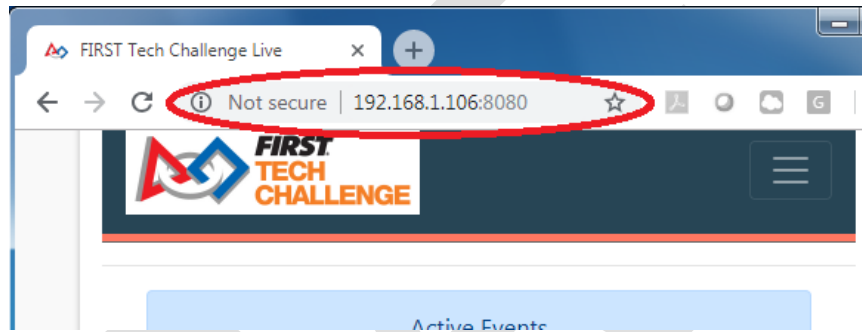 FIRST Tech Challenge Live
Not secure | 192.168.1.106:8080
G
FIRST
TECH
CHALLENGE
Active Events